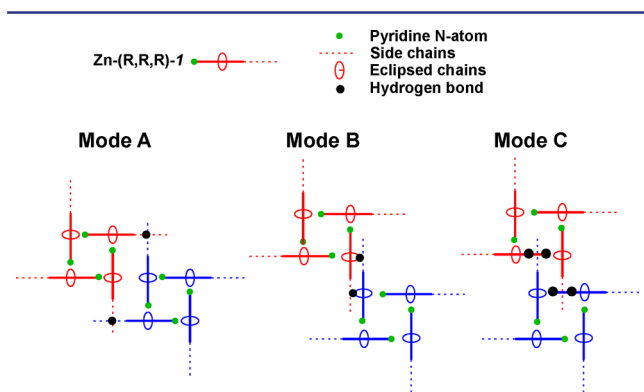 Zn-(R,R,R)-1
Pyridine N-atom
Side chains
Eclipsed chains
Hydrogen bond
Mode A
Mode B
Mode C